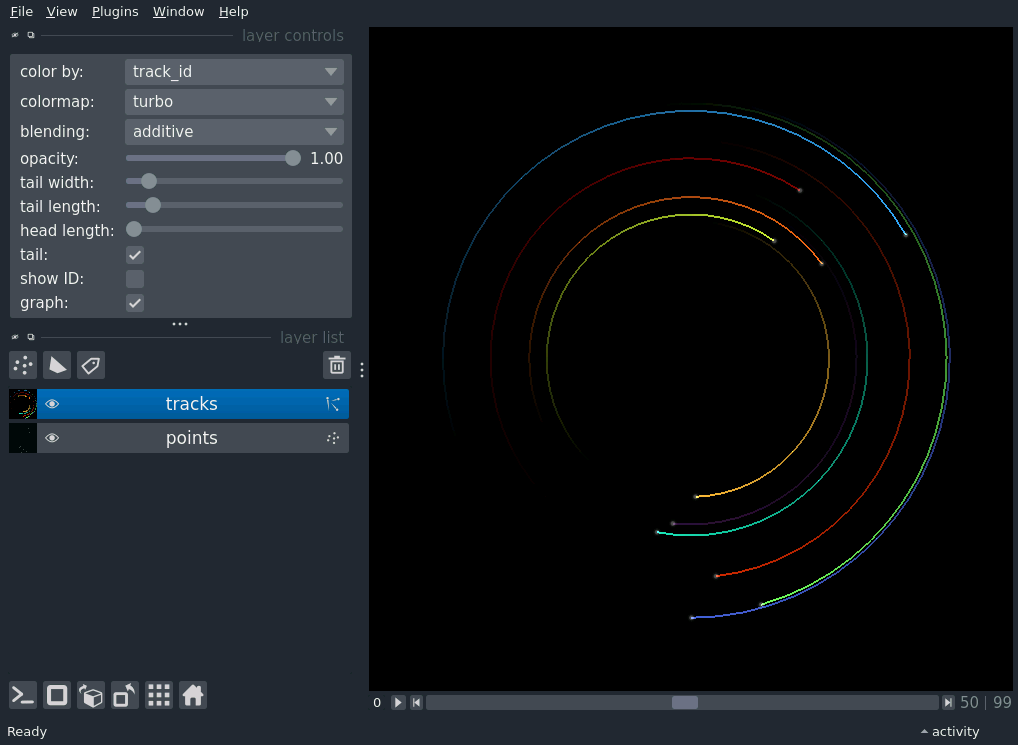 File View Plugins Window Help
layer controls
color by: track_id
colormap: turbo
blending: additive
opacity: 1.00
tail width:
tail length:
head length:
tail:
show ID:
graph:
layer list
tracks
points
0 50 | 99
Ready activity